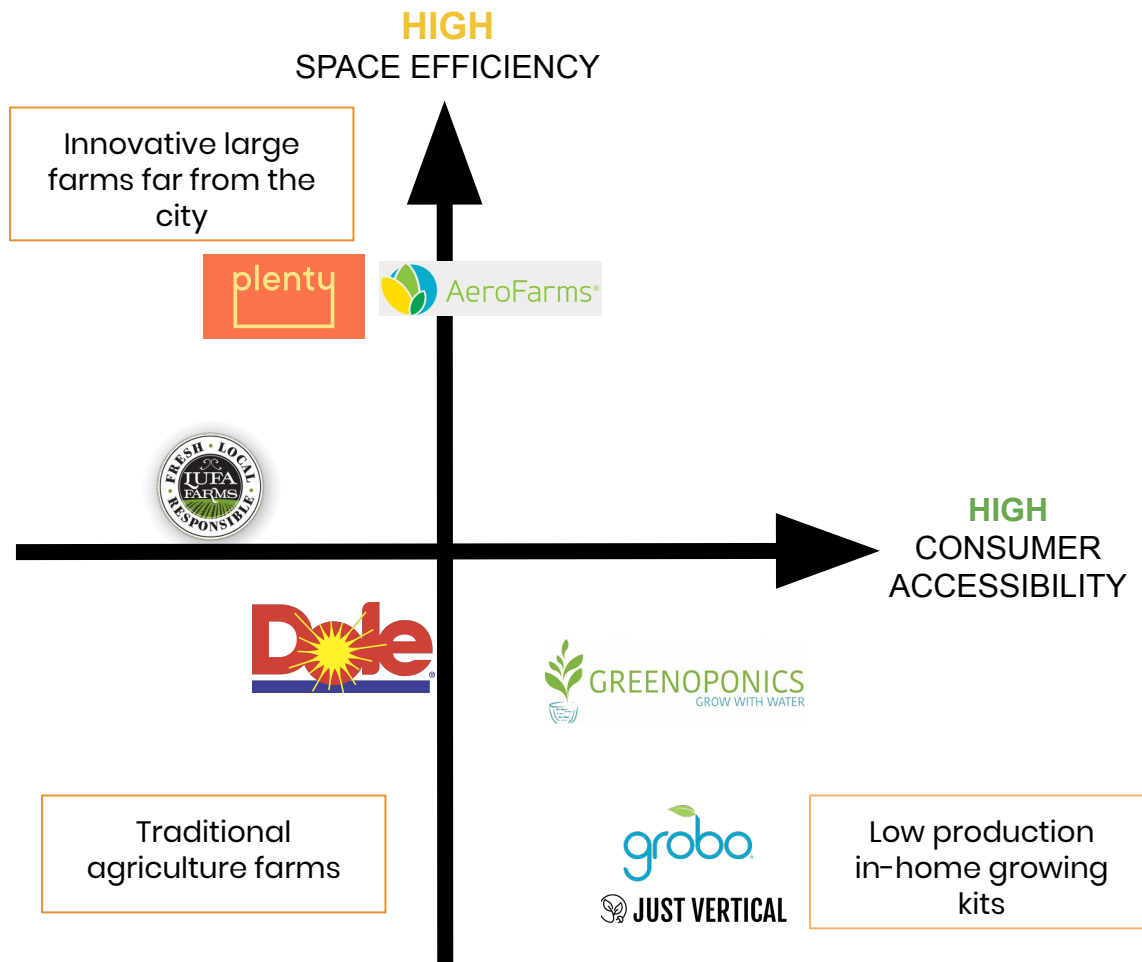 HIGH
SPACE EFFICIENCY
Innovative large
farms far from the
city
plenty
AeroFarms®
FRESH • LOCAL
LUFA
FARMS
RESPONSIBLE
HIGH
CONSUMER
ACCESSIBILITY
Dole®
GREENOPONICS
GROW WITH WATER
Traditional
agriculture farms
grobo
JUST VERTICAL
Low production
in-home growing
kits